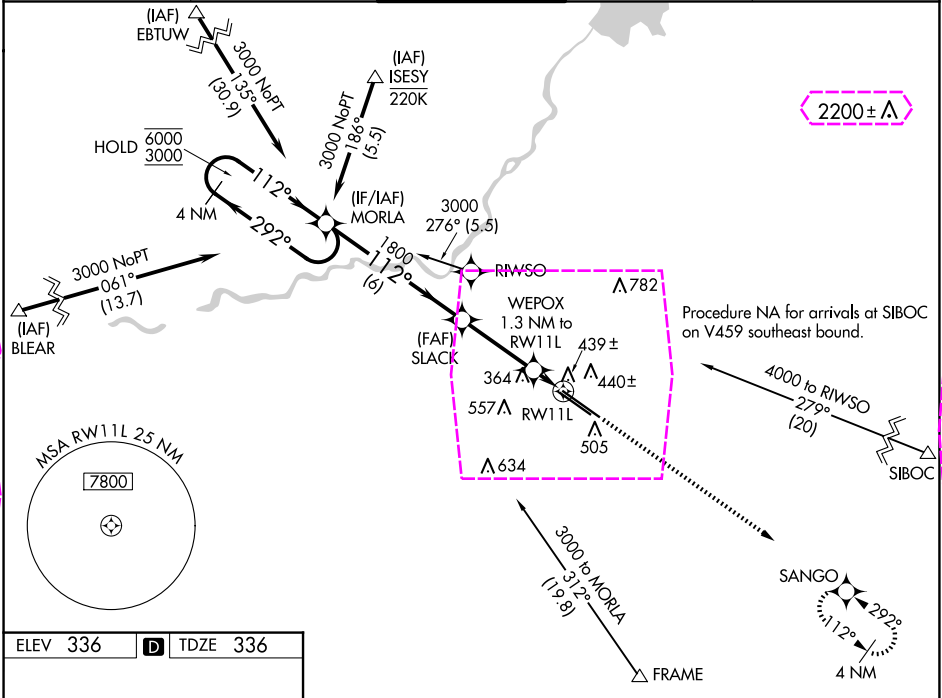 (IAF)
EBTUW
3000 NoPT
135°
(30.9)
(IAF)
ISESY
220K
3000 NoPT
186°
(5.5)
2200 ±
HOLD 6000
3000
112°
4 NM
292°
(IF/IAF)
MORLA
3000
276° (5.5)
1800
112°
(6)
RIWSO
3000 NoPT
061°
(13.7)
(IAF)
BLEAR
782
WEPOX
1.3 NM to
RW11L
Procedure NA for arrivals at SIBOC
on V459 southeast bound.
(FAF)
SLACK
439 ±
364
440 ±
557
RW11L
505
634
4000 to RIWSO
279°
(20)
SIBOC
MSA RW11L 25 NM
7800
3000 to MORLA
312°
(19.8)
FRAME
SANGO
292°
112°
4 NM
ELEV 336 D TDZE 336